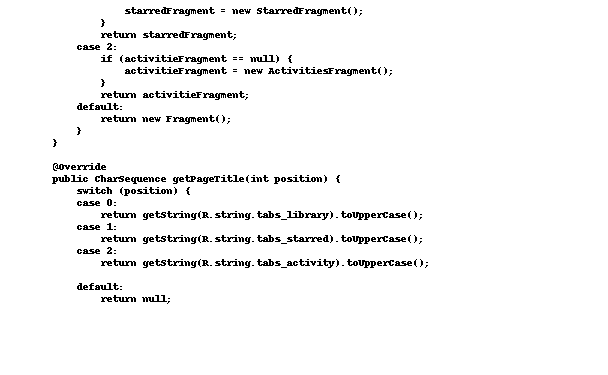 starredFragment = new StarredFragment();
}
return starredFragment;
case 2:
if (activitieFragment == null) {
activitieFragment = new ActivitiesFragment();
}
return activitieFragment;
default:
return new Fragment();
}
}
@Override
public CharSequence getPageTitle(int position) {
switch (position) {
case 0:
return getString(R.string.tabs_library).toUpperCase();
case 1:
return getString(R.string.tabs_starred).toUpperCase();
case 2:
return getString(R.string.tabs_activity).toUpperCase();
default:
return null;